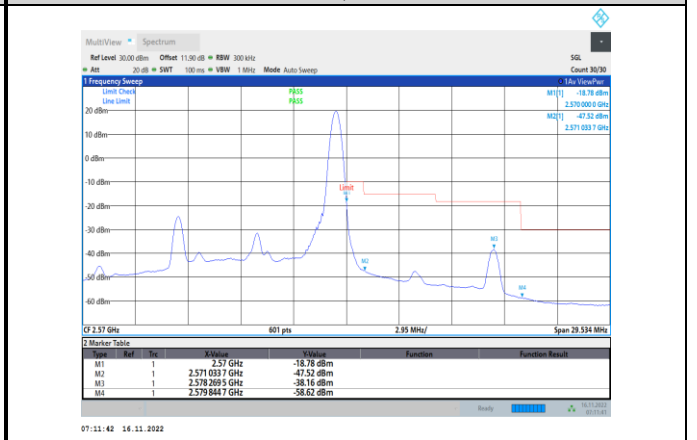 MultiView Spectrum
Ref Level 30.00 dBm Offset 11.90 dB RBW 300 kHz SGL
Att 20 dB SWT 100 ms VBW 1 MHz Mode Auto Sweep Count 30/30
1 Frequency Sweep 1Av ViewPwr
Limit Check PASS M1[1] -18.78 dBm
Line Limit PASS 2.570 000 0 GHz
M2[1] -47.52 dBm
2.571 033 7 GHz
20 dBm
10 dBm
0 dBm
-10 dBm
Limit
-20 dBm
-30 dBm
M3
-40 dBm
M2
-50 dBm
M4
-60 dBm
CF 2.57 GHz 601 pts 2.95 MHz/ Span 29.534 MHz
2 Marker Table
Type Ref Trc X-Value Y-Value Function Function Result
M1 1 2.57 GHz -18.78 dBm
M2 1 2.571 033 7 GHz -47.52 dBm
M3 1 2.578 269 5 GHz -38.16 dBm
M4 1 2.579 844 7 GHz -58.62 dBm
Ready 16.11.2022
07:11:41
07:11:42 16.11.2022